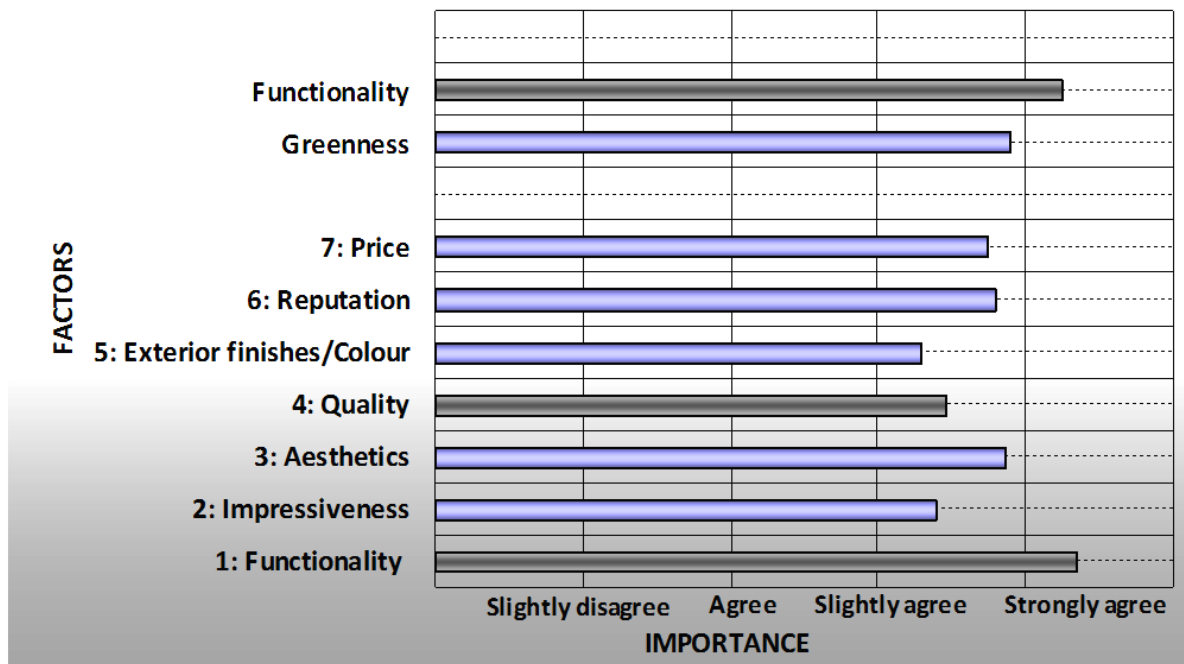 Functionality
Greenness
FACTORS
7: Price
6: Reputation
5: Exterior finishes/Colour
4: Quality
3: Aesthetics
2: Impressiveness
1: Functionality
Slightly disagree Agree Slightly agree Strongly agree
IMPORTANCE